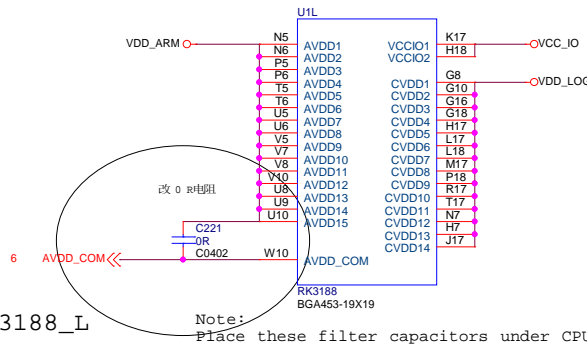 U1L
VDD_ARM
N5
N6
P5
P6
T5
T6
U5
U6
V5
V7
V8
V10
U8
U9
U10
W10
AVDD1
AVDD2
AVDD3
AVDD4
AVDD5
AVDD6
AVDD7
AVDD8
AVDD9
AVDD10
AVDD11
AVDD12
AVDD13
AVDD14
AVDD15
AVDD_COM
VCCIO1
VCCIO2
CVDD1
CVDD2
CVDD3
CVDD4
CVDD5
CVDD6
CVDD7
CVDD8
CVDD9
CVDD10
CVDD11
CVDD12
CVDD13
CVDD14
K17
H18
G8
G10
G16
G18
H17
L17
L18
M17
P18
R17
T17
N7
H7
J17
VCC_IO
VDD_LOG
改 0 R电阻
C221
0R
C0402
6 AVDD_COM
RK3188
BGA453-19X19
3188_L
Note:
Place these filter capacitors under CPU